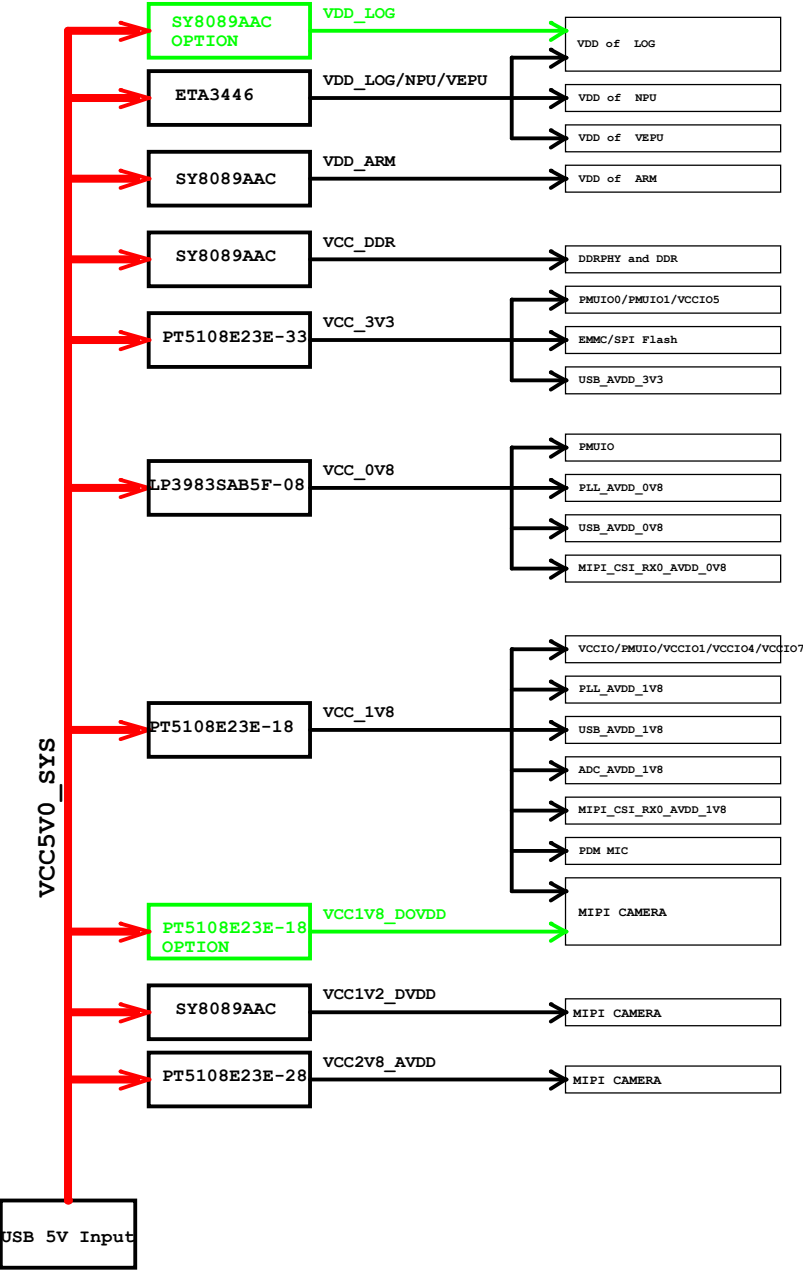 SY8089AAC
OPTION
VDD_LOG
VDD of LOG
ETA3446
VDD_LOG/NPU/VEPU
VDD of NPU
VDD of VEPU
SY8089AAC
VDD_ARM
VDD of ARM
SY8089AAC
VCC_DDR
DDRPHY and DDR
PT5108E23E-33
VCC_3V3
PMUIO0/PMUIO1/VCCIO5
EMMC/SPI Flash
USB_AVDD_3V3
LP3983SAB5F-08
VCC_0V8
PMUIO
PLL_AVDD_0V8
USB_AVDD_0V8
MIPI_CSI_RX0_AVDD_0V8
PT5108E23E-18
VCC_1V8
VCCIO/PMUIO/VCCIO1/VCCIO4/VCCIO7
PLL_AVDD_1V8
USB_AVDD_1V8
ADC_AVDD_1V8
MIPI_CSI_RX0_AVDD_1V8
PDM MIC
MIPI CAMERA
VCC5V0_SYS
PT5108E23E-18
OPTION
VCC1V8_DOVDD
SY8089AAC
VCC1V2_DVDD
MIPI CAMERA
PT5108E23E-28
VCC2V8_AVDD
MIPI CAMERA
USB 5V Input